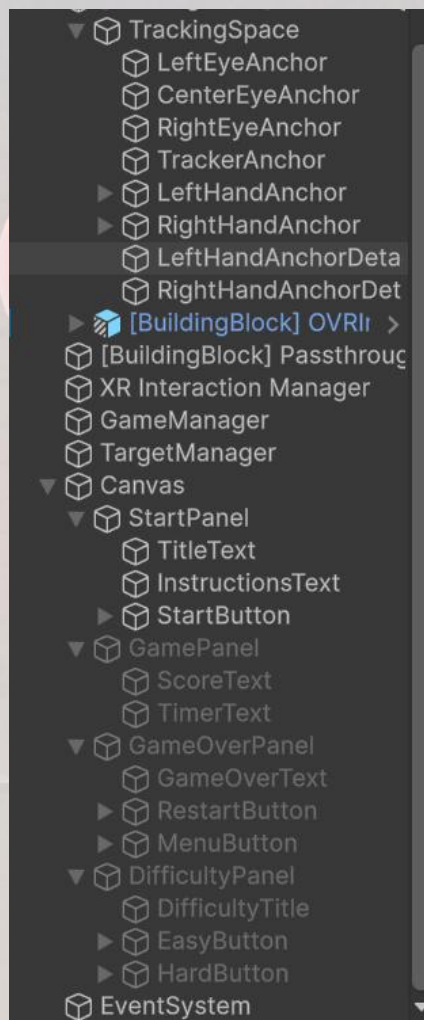 TrackingSpace
LeftEyeAnchor
CenterEyeAnchor
RightEyeAnchor
TrackerAnchor
LeftHandAnchor
RightHandAnchor
LeftHandAnchorDeta
RightHandAnchorDet
[BuildingBlock] OVRIr
[BuildingBlock] Passthroug
XR Interaction Manager
GameManager
TargetManager
Canvas
StartPanel
TitleText
InstructionsText
StartButton
GamePanel
ScoreText
TimerText
GameOverPanel
GameOverText
RestartButton
MenuButton
DifficultyPanel
DifficultyTitle
EasyButton
HardButton
EventSystem